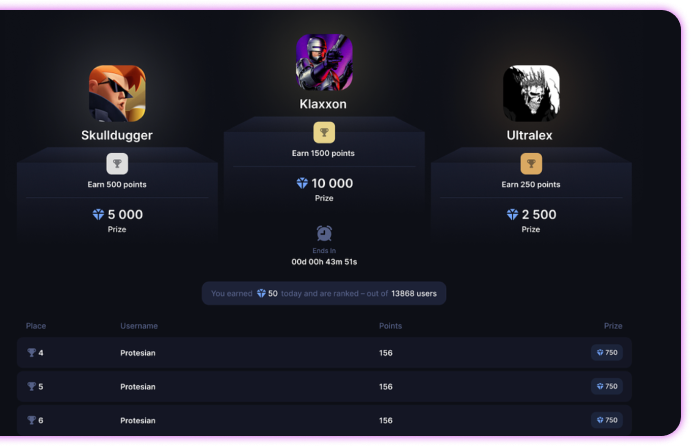 Klaxxon
Earn 1500 points
10 000
Prize
Skulldugger
Earn 500 points
5 000
Prize
Ultralex
Earn 250 points
2 500
Prize
Ends in
00d 00h 43m 51s
You earned 50 today and are ranked – out of 13868 users
Place Username Points Prize
4 Protesian 156 750
5 Protesian 156 750
6 Protesian 156 750